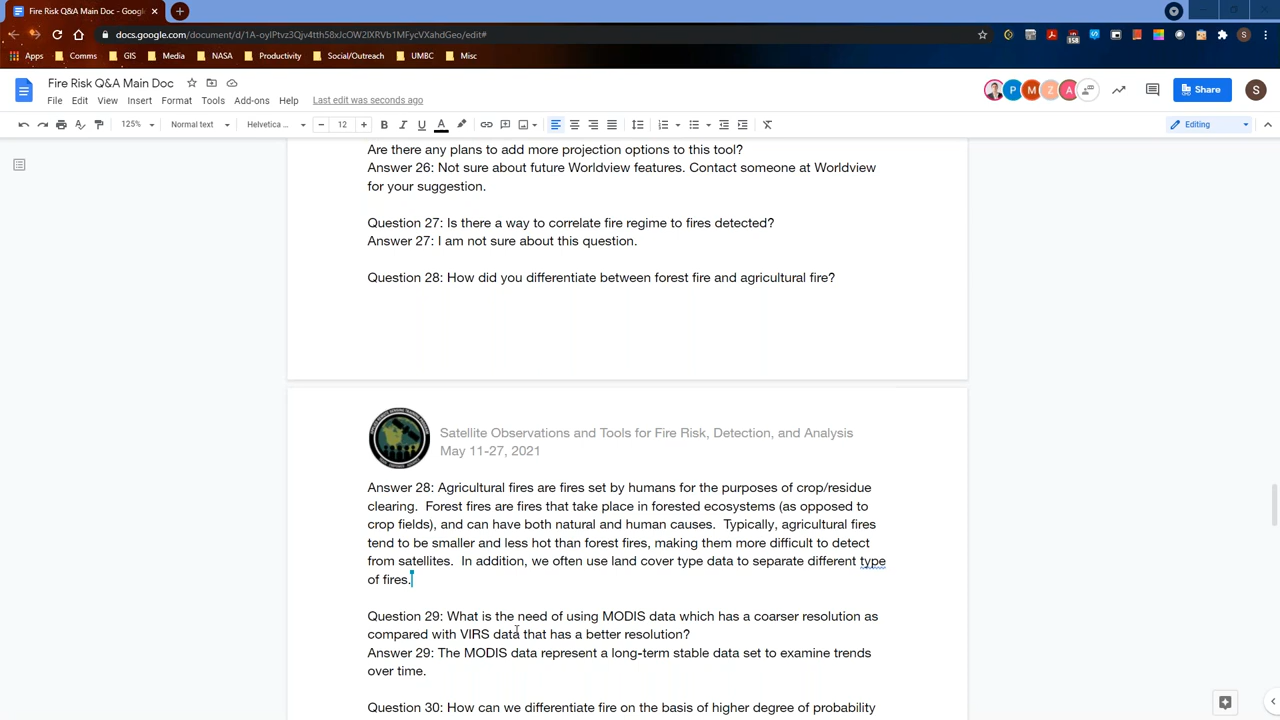 Fire Risk Q&A Main Doc - Googl
docs.google.com/document/d/1A-oyIPtvz3Qjv4tth58xJcOW2IXRVb1MFycVXahdGeo/edit#
158
S
Apps
Comms
GIS
Media
NASA
Productivity
Social/Outreach
UMBC
Misc
Fire Risk Q&A Main Doc
File
Edit
View
Insert
Format
Tools
Add-ons
Help
Last edit was seconds ago
P
M
Z
A
Share
S
125%
Normal text
Helvetica ...
12
B
I
U
A
Editing
Are there any plans to add more projection options to this tool?
Answer 26: Not sure about future Worldview features. Contact someone at Worldview
for your suggestion.
Question 27: Is there a way to correlate fire regime to fires detected?
Answer 27: I am not sure about this question.
Question 28: How did you differentiate between forest fire and agricultural fire?
Satellite Observations and Tools for Fire Risk, Detection, and Analysis
May 11-27, 2021
Answer 28: Agricultural fires are fires set by humans for the purposes of crop/residue
clearing.  Forest fires are fires that take place in forested ecosystems (as opposed to
crop fields), and can have both natural and human causes.  Typically, agricultural fires
tend to be smaller and less hot than forest fires, making them more difficult to detect
from satellites.  In addition, we often use land cover type data to separate different type
of fires.
Question 29: What is the need of using MODIS data which has a coarser resolution as
compared with VIRS data that has a better resolution?
Answer 29: The MODIS data represent a long-term stable data set to examine trends
over time.
Question 30: How can we differentiate fire on the basis of higher degree of probability